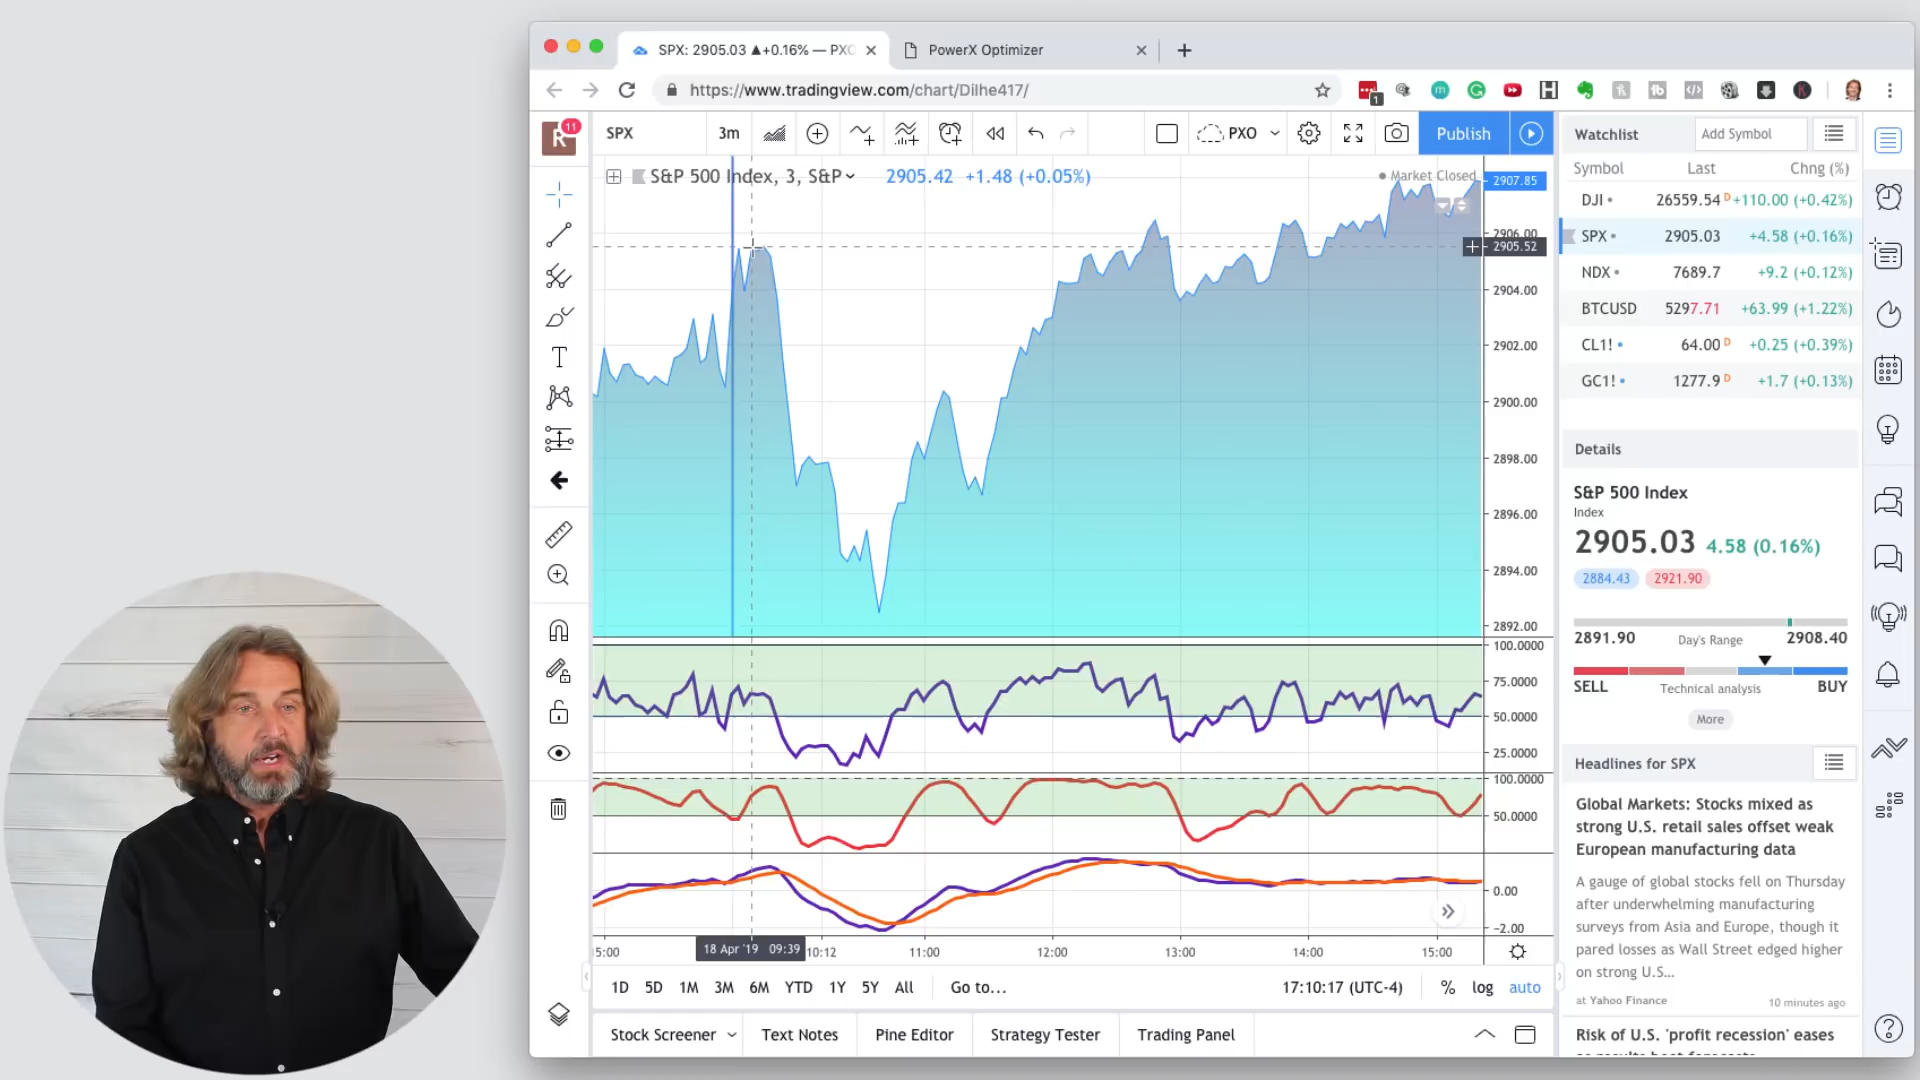 SPX: 2905.03 ▲+0.16% — PXO
PowerX Optimizer
https://www.tradingview.com/chart/Dilhe417/
1
R
11
SPX
3m
PXO
Publish
S&P 500 Index, 3, S&P
2905.42 +1.48 (+0.05%)
Market Closed
2907.85
2906.00
2905.52
2904.00
2902.00
2900.00
2898.00
2896.00
2894.00
2892.00
100.0000
75.0000
50.0000
25.0000
100.0000
50.0000
0.00
-2.00
15:00
18 Apr '19 09:39
10:12
11:00
12:00
13:00
14:00
15:00
1D 5D 1M 3M 6M YTD 1Y 5Y All
Go to...
17:10:17 (UTC-4)
% log auto
Stock Screener
Text Notes
Pine Editor
Strategy Tester
Trading Panel
Watchlist
Add Symbol
Symbol Last Chng (%)
DJI 26559.54 D +110.00 (+0.42%)
SPX 2905.03 +4.58 (+0.16%)
NDX 7689.7 +9.2 (+0.12%)
BTCUSD 5297.71 +63.99 (+1.22%)
CL1! 64.00 D +0.25 (+0.39%)
GC1! 1277.9 D +1.7 (+0.13%)
Details
S&P 500 Index
Index
2905.03 4.58 (0.16%)
2884.43 2921.90
2891.90 Day's Range 2908.40
SELL Technical analysis BUY
More
Headlines for SPX
Global Markets: Stocks mixed as
strong U.S. retail sales offset weak
European manufacturing data
A gauge of global stocks fell on Thursday
after underwhelming manufacturing
surveys from Asia and Europe, though it
pared losses as Wall Street edged higher
on strong U.S...
at Yahoo Finance 10 minutes ago
Risk of U.S. 'profit recession' eases